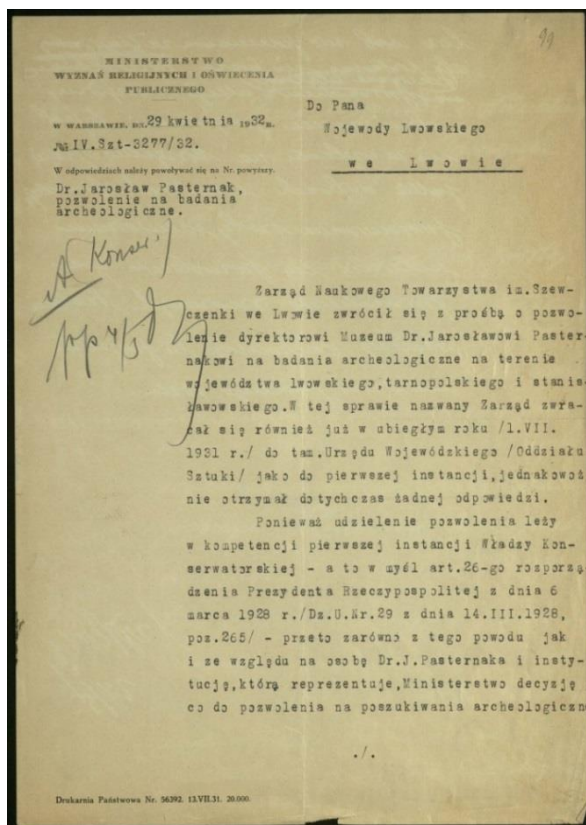 MINISTERSTWO
WYZNAŃ RELIGIJNYCH I OŚWIECENIA
PUBLICZNEGO
W WARSZAWIE, DN. 29 kwietnia 1932 R.
№ IV.Szt-3277/32.
W odpowiedziach należy powoływać się na Nr. powyższy.
Dr.Jarosław Pasternak,
pozwolenie na badania
archeologiczne.
Do Pana
Wojewody Lwowskiego
we Lwowie
Zarząd Naukowego Towarzystwa im.Szew-
czenki we Lwowie zwrócił się z prośbą o pozwo-
lenie dyrektorowi Muzeum Dr.Jarosławowi Paster-
nakowi na badania archeologiczne na terenie
województwa lwowskiego,tarnopolskiego i stanis-
ławowskiego.W tej sprawie nazwany Zarząd zwra-
cał się również już w ubiegłym roku /1.VII.
1931 r./ do tam.Urzędu Wojewódzkiego /Oddziału
Sztuki/ jako do pierwszej instancji,jednakowoż
nie otrzymał dotychczas żadnej odpowiedzi.
Ponieważ udzielenie pozwolenia leży
w kompetencji pierwszej instancji Władzy Kon-
serwatorskiej - a to w myśl art.26-go rozporzą
dzenia Prezydenta Rzeczypospolitej z dnia 6
marca 1928 r./Dz.U.Nr.29 z dnia 14.III.1928,
poz.265/ - przeto zarówno z tego powodu jak
i ze względu na osobę Dr.J.Pasternaka i insty-
tucję,którą reprezentuje,Ministerstwo decyzję
co do pozwolenia na poszukiwania archeologiczn
./.
Drukarnia Państwowa Nr. 56392. 13.VII.31. 20.000.